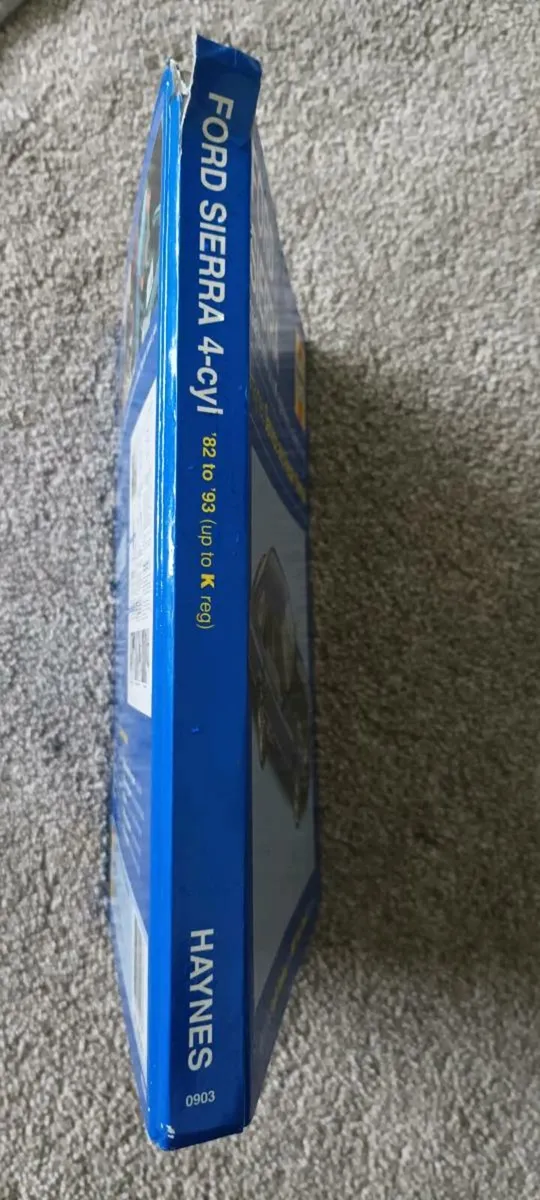 FORD SIERRA 4-cyl '82 to '93 (up to K reg)
HAYNES
0903